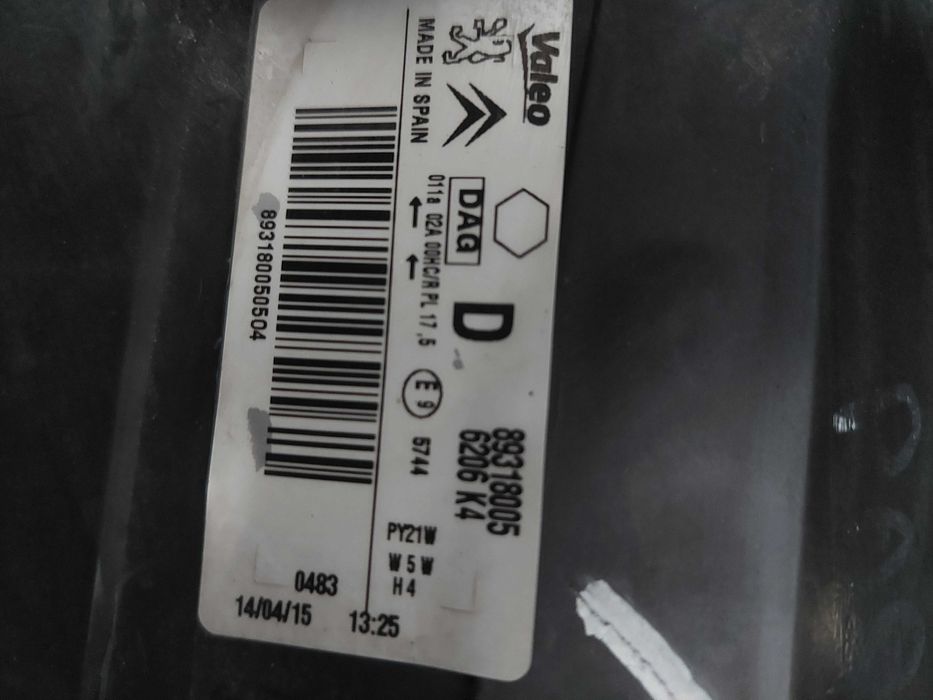 Valeo
MADE IN SPAIN
DAG
D
89318005
6206 K4
011a 02A 00HC/R PL 17,5
E 9
5744
PY21W
W5W
H4
893180050504
0483
14/04/15 13:25